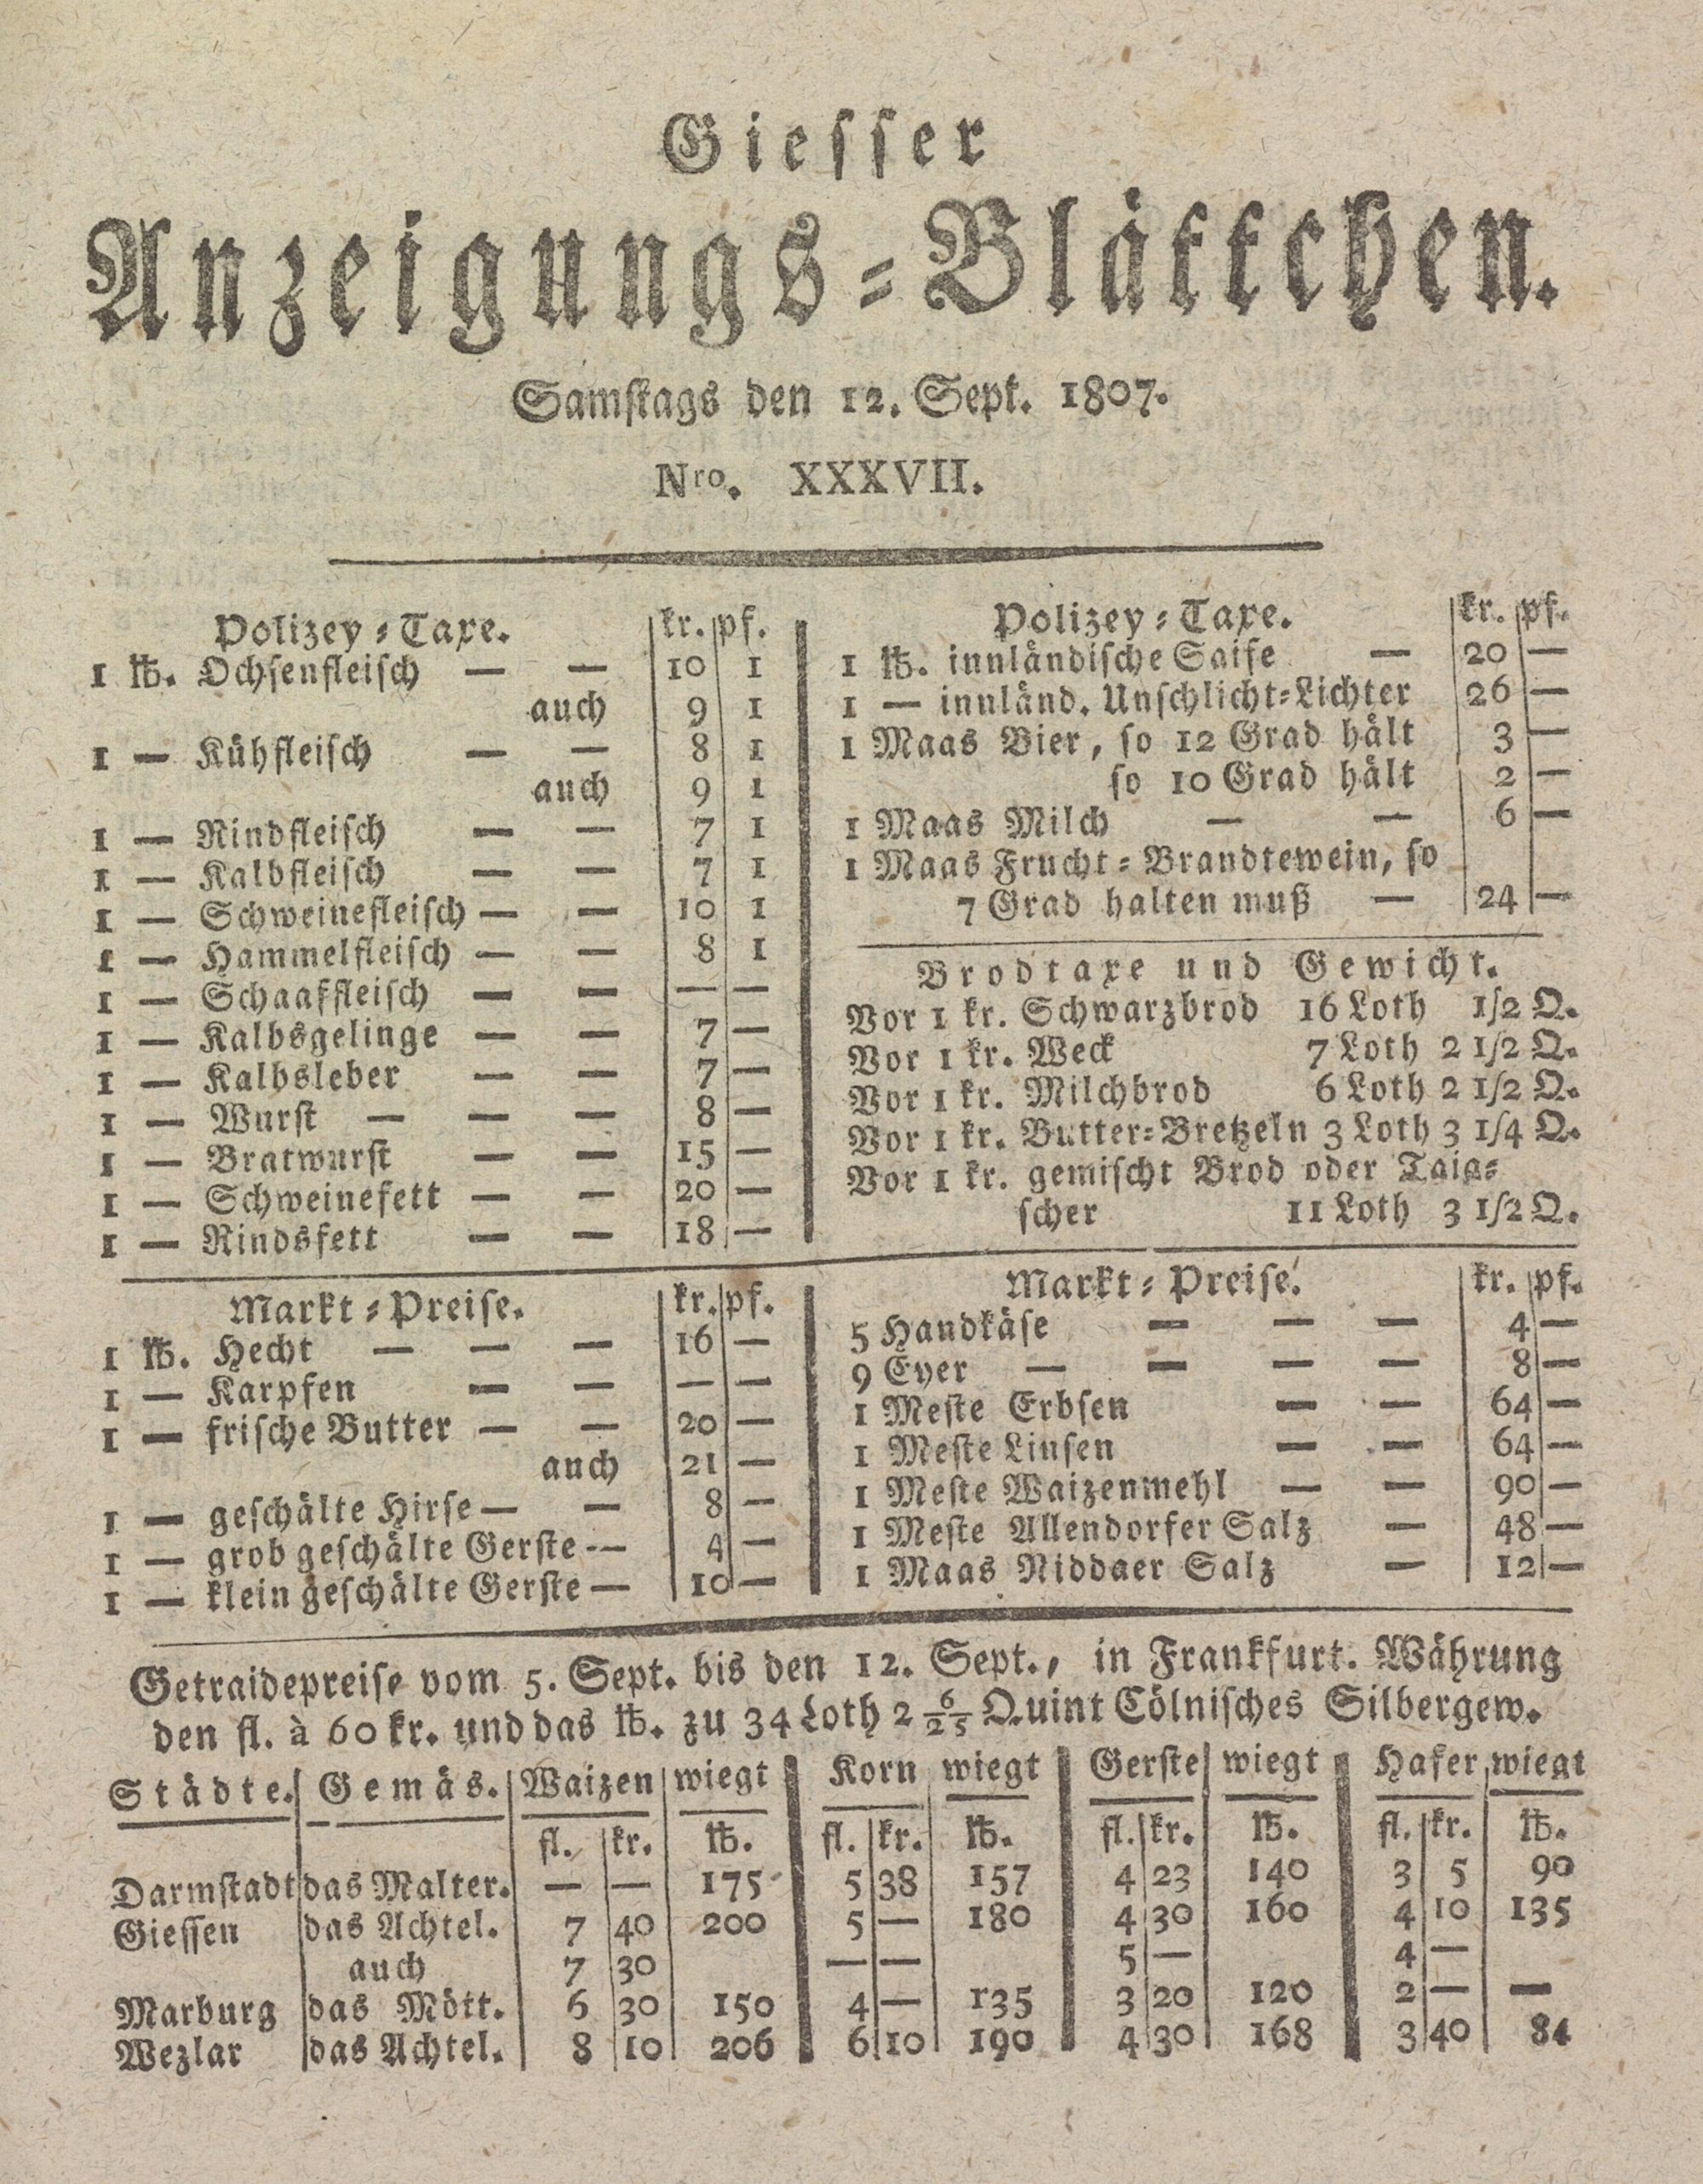 Giesser
Anzeigungs-Blättchen.
Samstags den 12. Sept. 1807.
Nro. XXXVII.
Polizey-Taxe. kr. pf.
1 ℔. Ochsenfleisch — — 10 1
auch 9 1
1 — Kühfleisch — — 8 1
auch 9 1
1 — Rindfleisch — — 7 1
1 — Kalbfleisch — — 7 1
1 — Schweinefleisch — — 10 1
1 — Hammelfleisch — — 8 1
1 — Schaaffleisch — — — —
1 — Kalbsgelinge — — 7 —
1 — Kalbsleber — — 7 —
1 — Wurst — — — 8 —
1 — Bratwurst — — 15 —
1 — Schweinefett — — 20 —
1 — Rindsfett — — 18 —
Polizey-Taxe. kr. pf.
1 ℔. innländische Saife — 20 —
1 — innländ. Unschlicht-Lichter 26 —
1 Maas Bier, so 12 Grad hält 3 —
so 10 Grad hält 2 —
1 Maas Milch — — 6 —
1 Maas Frucht-Brandtewein, so
7 Grad halten muß — 24 —
Brodtaxe und Gewicht.
Vor 1 kr. Schwarzbrod 16 Loth 1/2 Q.
Vor 1 kr. Weck 7 Loth 2 1/2 Q.
Vor 1 kr. Milchbrod 6 Loth 2 1/2 Q.
Vor 1 kr. Butter-Bretzeln 3 Loth 3 1/4 Q.
Vor 1 kr. gemischt Brod oder Taig-
scher 11 Loth 3 1/2 Q.
Markt-Preise. kr. pf.
1 ℔. Hecht — — — 16 —
1 — Karpfen — — — —
1 — frische Butter — — 20 —
auch 21 —
1 — geschälte Hirse — — 8 —
1 — grob geschälte Gerste — 4 —
1 — klein geschälte Gerste — 10 —
Markt-Preise. kr. pf.
5 Handkäse — — — 4 —
9 Eyer — — — — 8 —
1 Meste Erbsen — — 64 —
1 Meste Linsen — — 64 —
1 Meste Waizenmehl — — 90 —
1 Meste Allendorfer Salz — 48 —
1 Maas Niddaer Salz — 12 —
Getraidepreise vom 5. Sept. bis den 12. Sept., in Frankfurt. Währung
den fl. à 60 kr. und das ℔. zu 34 Loth 2 6/25 Quint Cölnisches Silbergew.
Städte. Gemäs. Waizen wiegt Korn wiegt Gerste wiegt Hafer wiegt
fl. kr. ℔. fl. kr. ℔. fl. kr. ℔. fl. kr. ℔.
Darmstadt das Malter. — — 175 5 38 157 4 23 140 3 5 90
Giessen das Achtel. 7 40 200 5 — 180 4 30 160 4 10 135
auch 7 30 — — 5 — 4 —
Marburg das Mött. 6 30 150 4 — 135 3 20 120 2 — —
Wezlar das Achtel. 8 10 206 6 10 190 4 30 168 3 40 84